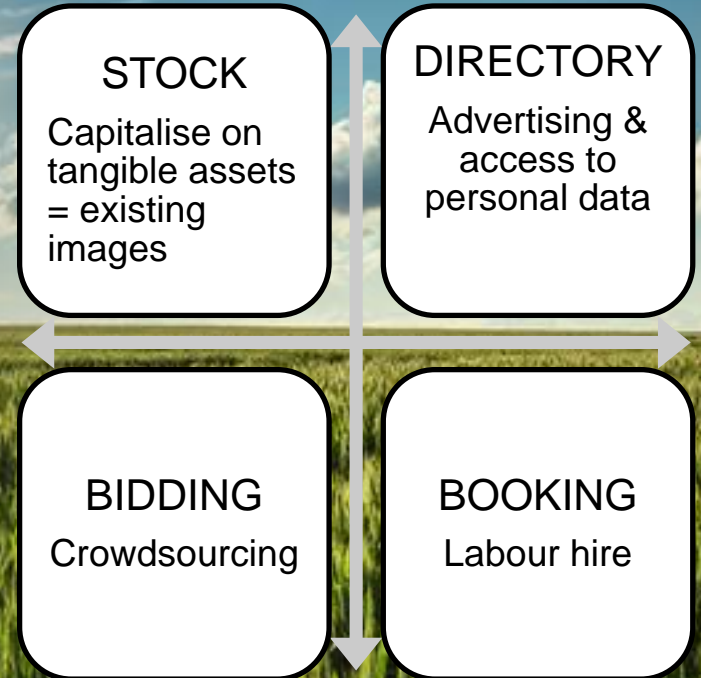 STOCK
Capitalise on
tangible assets
= existing
images
DIRECTORY
Advertising &
access to
personal data
BIDDING
Crowdsourcing
BOOKING
Labour hire